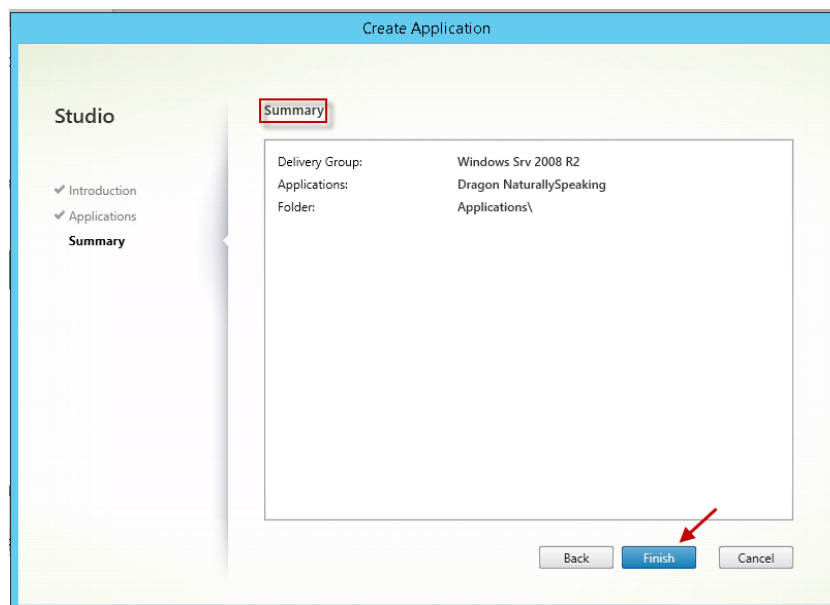 Create Application
Studio
Introduction
Applications
Summary
Summary
Delivery Group: Windows Srv 2008 R2
Applications: Dragon NaturallySpeaking
Folder: Applications\
Back Finish Cancel